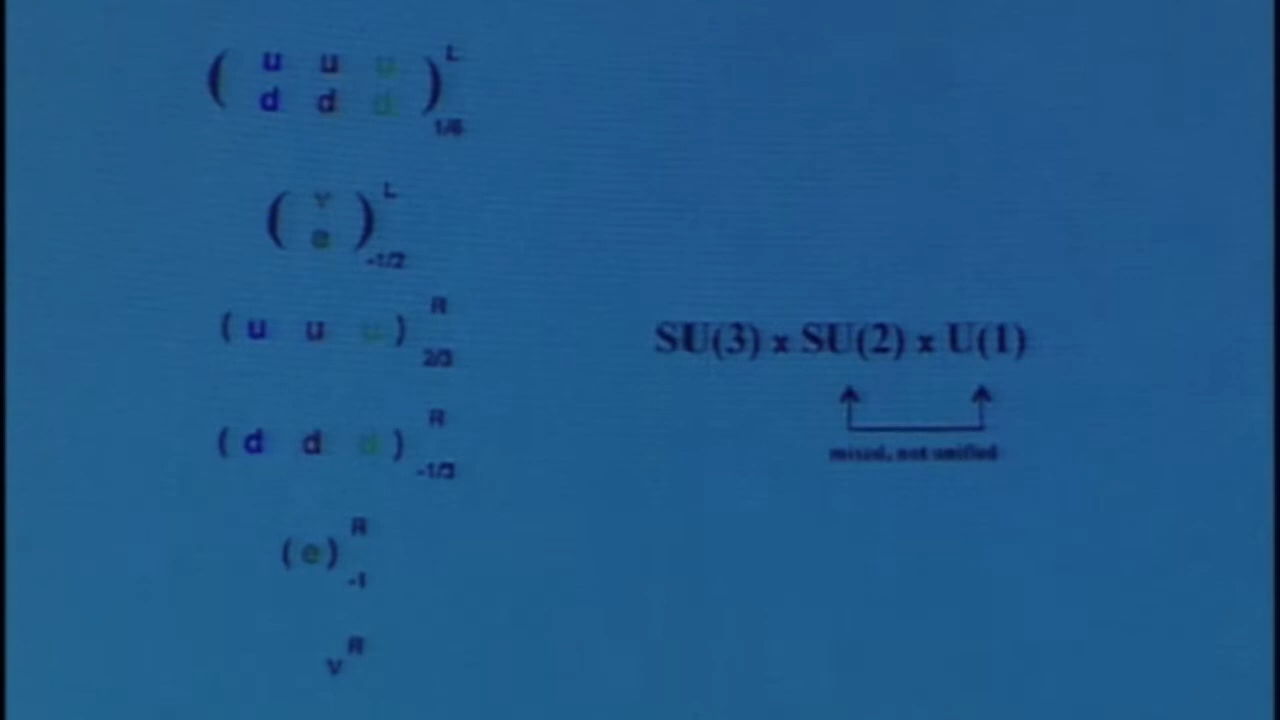 ( u u u ) L
d d d
1/6
( ν ) L
e
-1/2
( u u u ) R
2/3
SU(3) x SU(2) x U(1)
( d d d ) R
-1/3
mixed, not unified
(e) R
-1
ν R